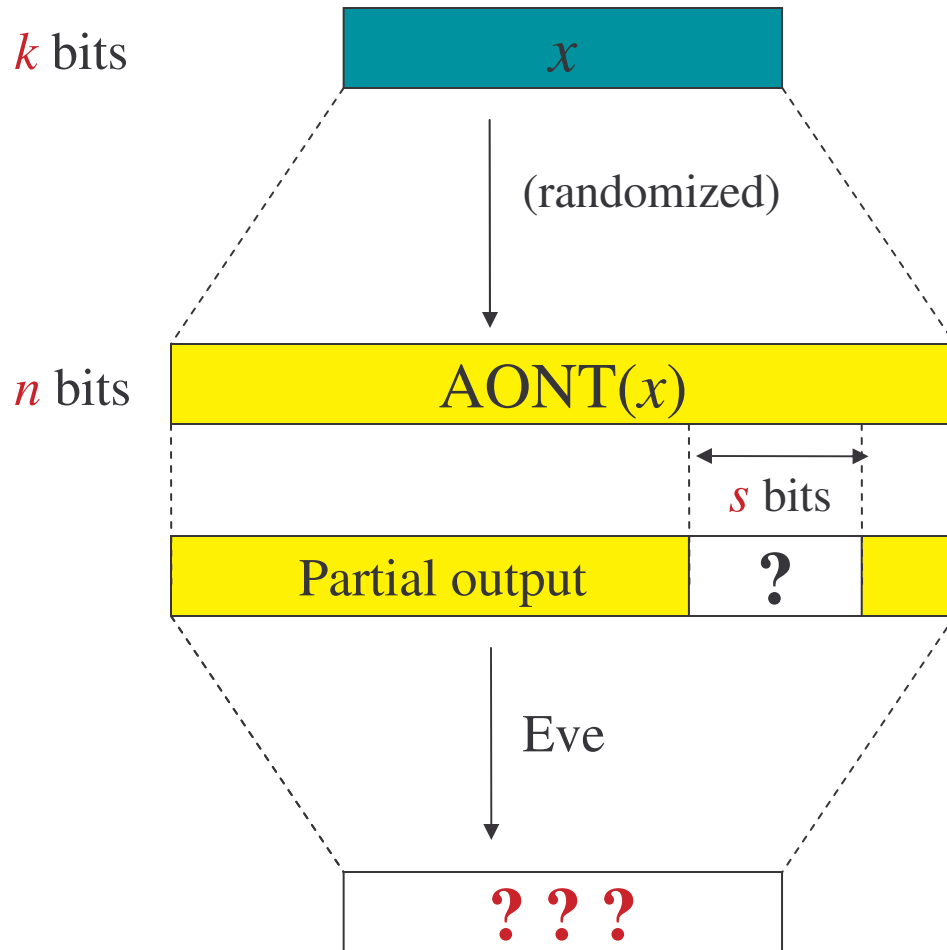 k bits
x
(randomized)
n bits
AONT(x)
s bits
Partial output
?
Eve
? ? ?